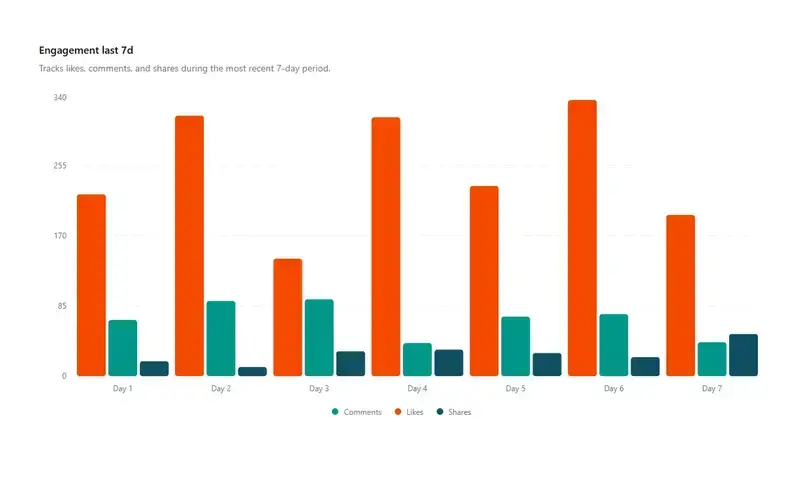 Engagement last 7d
Tracks likes, comments, and shares during the most recent 7-day period.
340
255
170
85
0
Day 1 Day 2 Day 3 Day 4 Day 5 Day 6 Day 7
Comments Likes Shares